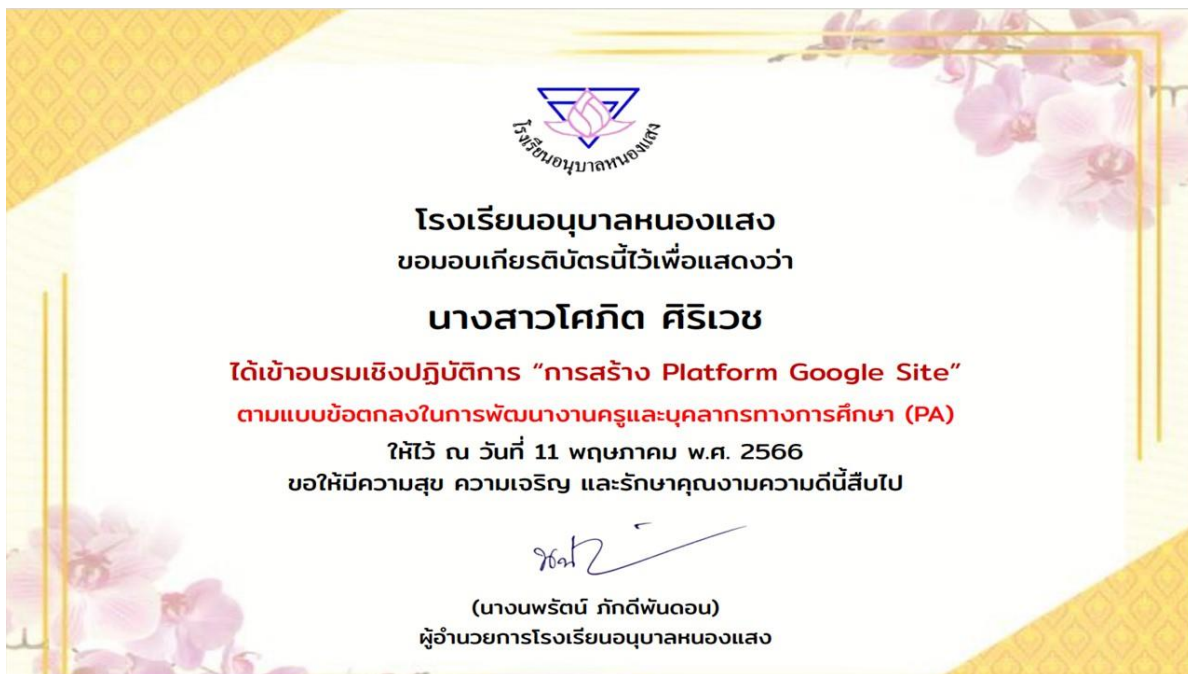 โรงเรียนอนุบาลหนองแสง
โรงเรียนอนุบาลหนองแสง
ขอมอบเกียรติบัตรนี้ไว้เพื่อแสดงว่า
นางสาวโศภิต ศิริเวช
ได้เข้าอบรมเชิงปฏิบัติการ “การสร้าง Platform Google Site”
ตามแบบข้อตกลงในการพัฒนางานครูและบุคลากรทางการศึกษา (PA)
ให้ไว้ ณ วันที่ 11 พฤษภาคม พ.ศ. 2566
ขอให้มีความสุข ความเจริญ และรักษาคุณงามความดีนี้สืบไป
(นางนพรัตน์ ภักดีพันดอน)
ผู้อำนวยการโรงเรียนอนุบาลหนองแสง